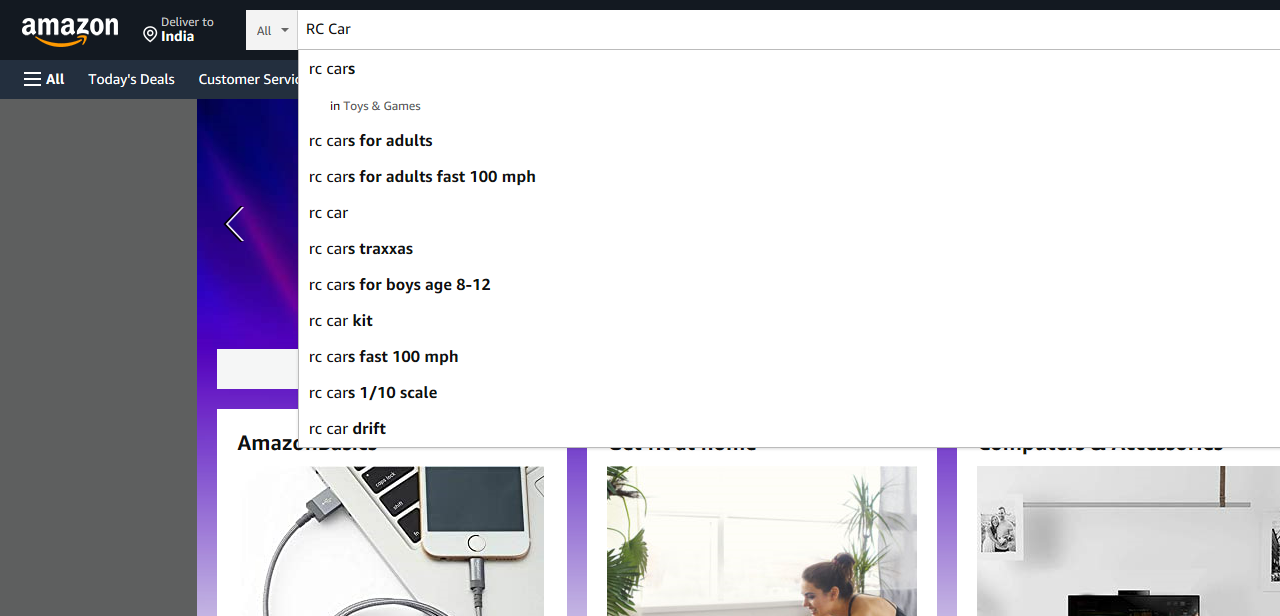 amazon
Deliver to
India
All
RC Car
All
Today's Deals
Customer Servic
rc cars
in Toys & Games
rc cars for adults
rc cars for adults fast 100 mph
rc car
rc cars traxxas
rc cars for boys age 8-12
rc car kit
rc cars fast 100 mph
rc cars 1/10 scale
rc car drift
AmazonBasics
Get fit at home
Computers & Accessories
caps lock
shift